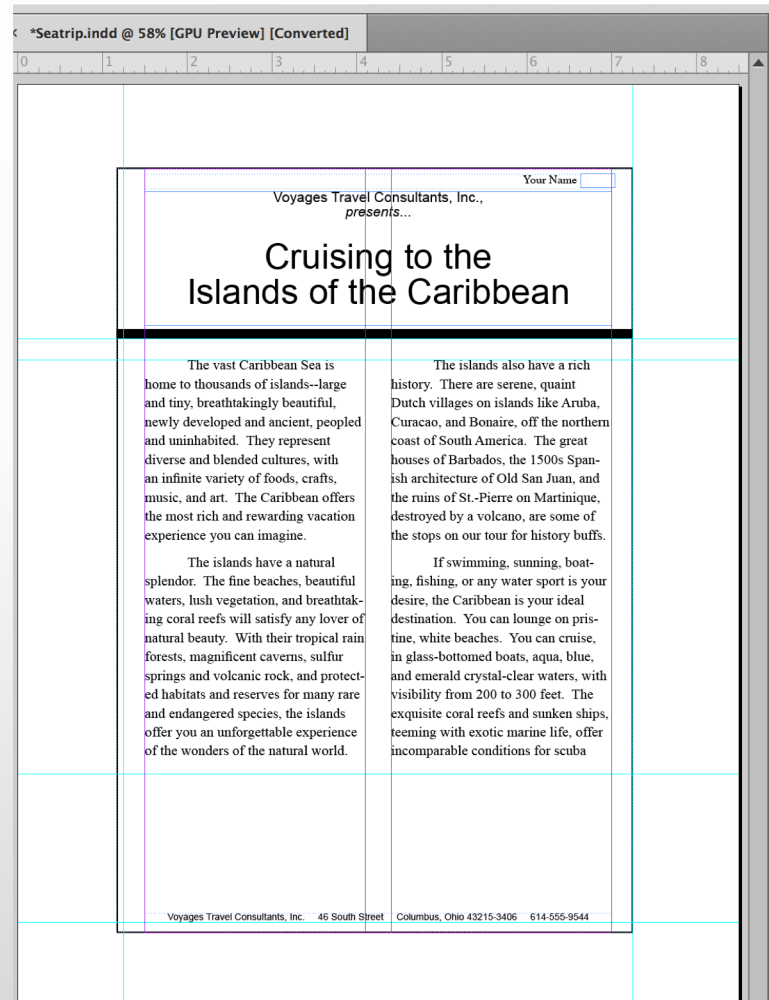 *Seatrip.indd @ 58% [GPU Preview] [Converted]
0 1 2 3 4 5 6 7 8
Your Name
Voyages Travel Consultants, Inc.,
presents...
Cruising to the
Islands of the Caribbean
The vast Caribbean Sea is
home to thousands of islands--large
and tiny, breathtakingly beautiful,
newly developed and ancient, peopled
and uninhabited.  They represent
diverse and blended cultures, with
an infinite variety of foods, crafts,
music, and art.  The Caribbean offers
the most rich and rewarding vacation
experience you can imagine.
The islands have a natural
splendor.  The fine beaches, beautiful
waters, lush vegetation, and breathtak-
ing coral reefs will satisfy any lover of
natural beauty.  With their tropical rain
forests, magnificent caverns, sulfur
springs and volcanic rock, and protect-
ed habitats and reserves for many rare
and endangered species, the islands
offer you an unforgettable experience
of the wonders of the natural world.
The islands also have a rich
history.  There are serene, quaint
Dutch villages on islands like Aruba,
Curacao, and Bonaire, off the northern
coast of South America.  The great
houses of Barbados, the 1500s Span-
ish architecture of Old San Juan, and
the ruins of St.-Pierre on Martinique,
destroyed by a volcano, are some of
the stops on our tour for history buffs.
If swimming, sunning, boat-
ing, fishing, or any water sport is your
desire, the Caribbean is your ideal
destination.  You can lounge on pris-
tine, white beaches.  You can cruise,
in glass-bottomed boats, aqua, blue,
and emerald crystal-clear waters, with
visibility from 200 to 300 feet.  The
exquisite coral reefs and sunken ships,
teeming with exotic marine life, offer
incomparable conditions for scuba
Voyages Travel Consultants, Inc. 46 South Street Columbus, Ohio 43215-3406 614-555-9544